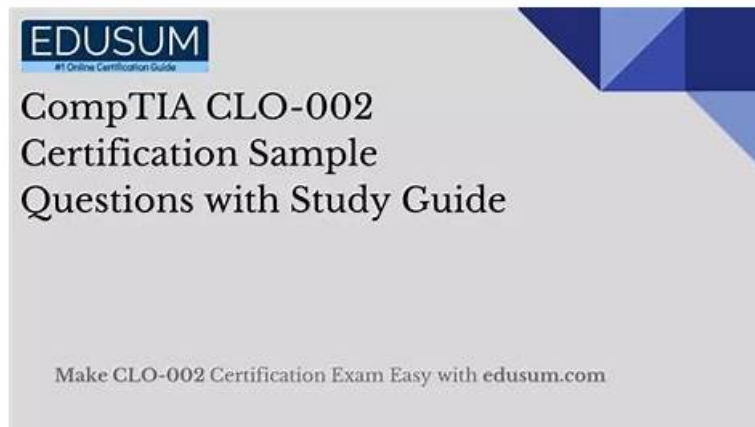 EDUSUM
#1 Online Certification Guide
CompTIA CLO-002
Certification Sample
Questions with Study Guide
Make CLO-002 Certification Exam Easy with edusum.com